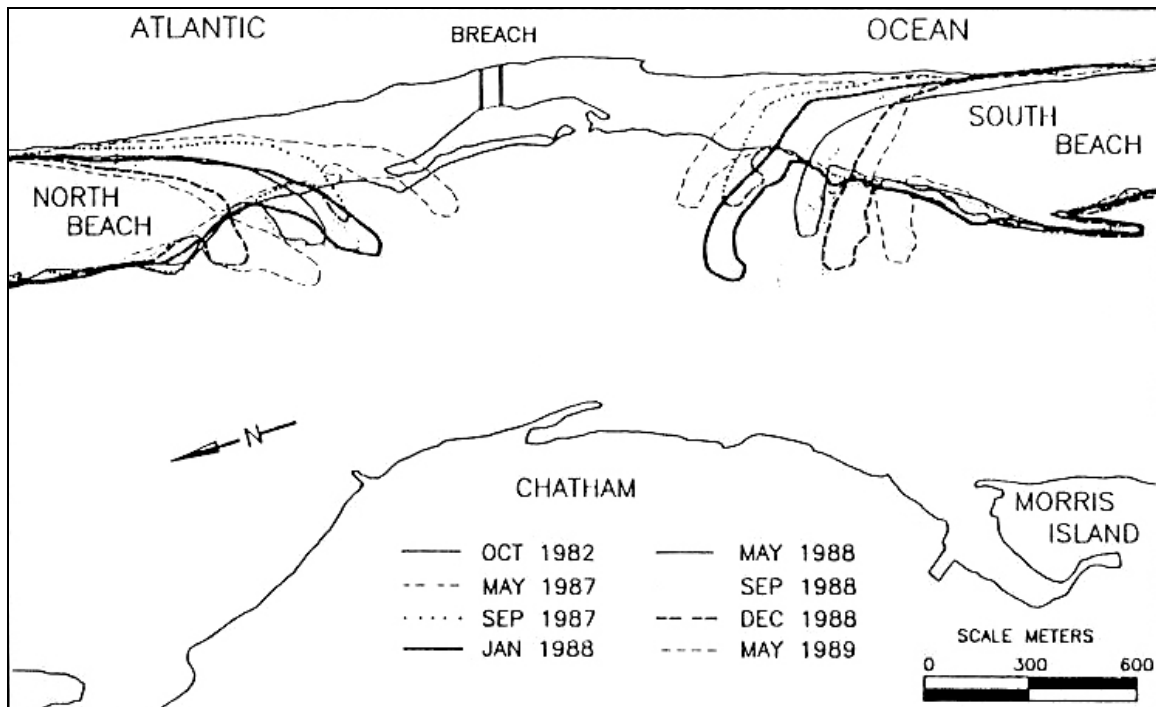 ATLANTIC
BREACH
OCEAN
SOUTH
BEACH
NORTH
BEACH
N
CHATHAM
MORRIS
ISLAND
OCT 1982
MAY 1987
SEP 1987
JAN 1988
MAY 1988
SEP 1988
DEC 1988
MAY 1989
SCALE METERS
0 300 600